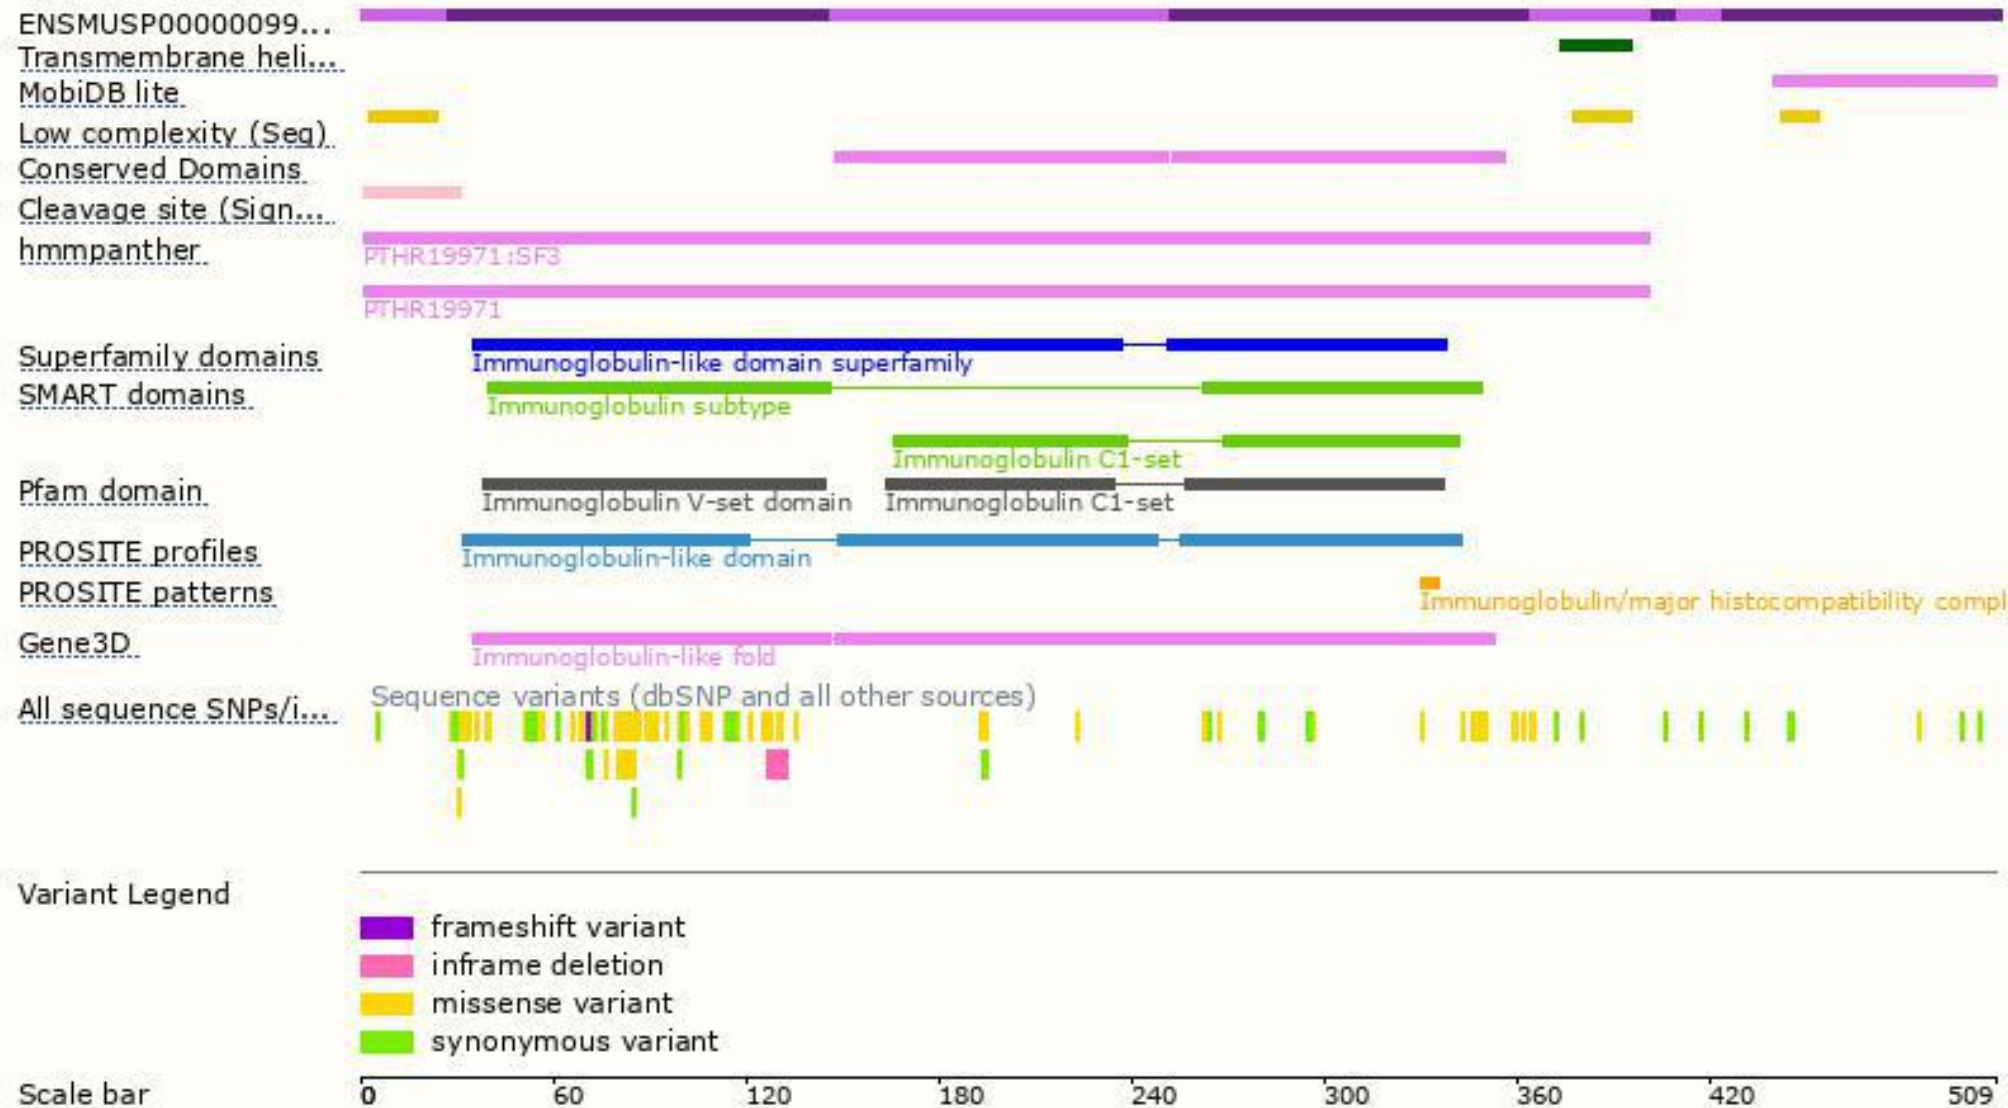 ENSMUSP00000099...
Transmembrane heli...
MobiDB lite
Low complexity (Seg)
Conserved Domains
Cleavage site (Sign...
hmmpanther
PTHR19971:SF3
PTHR19971
Superfamily domains
Immunoglobulin-like domain superfamily
SMART domains
Immunoglobulin subtype
Immunoglobulin C1-set
Pfam domain
Immunoglobulin V-set domain Immunoglobulin C1-set
PROSITE profiles
Immunoglobulin-like domain
PROSITE patterns
Immunoglobulin/major histocompatibility compl
Gene3D
Immunoglobulin-like fold
Sequence variants (dbSNP and all other sources)
All sequence SNPs/i...
Variant Legend
frameshift variant
inframe deletion
missense variant
synonymous variant
Scale bar 0 60 120 180 240 300 360 420 509